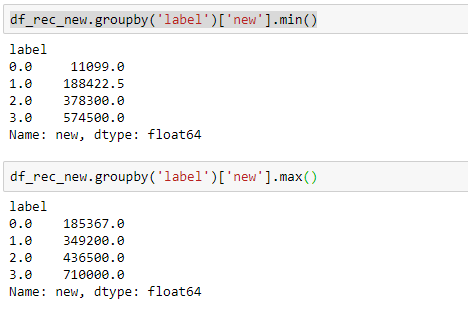 df_rec_new.groupby('label')['new'].min()
label
0.0     11099.0
1.0    188422.5
2.0    378300.0
3.0    574500.0
Name: new, dtype: float64
df_rec_new.groupby('label')['new'].max()
label
0.0    185367.0
1.0    349200.0
2.0    436500.0
3.0    710000.0
Name: new, dtype: float64